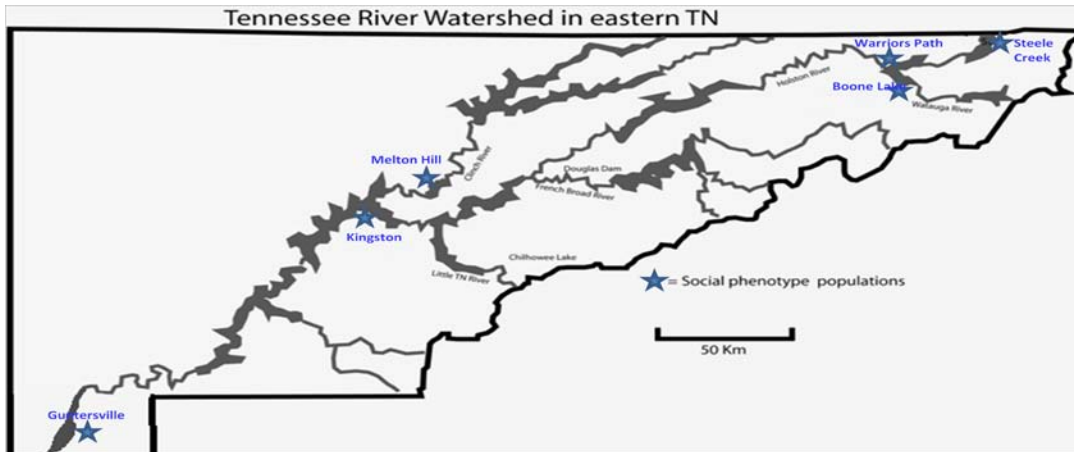 Tennessee River Watershed in eastern TN
Warriors Path
Steele
Creek
Holston River
Boone Lake
Watauga River
Melton Hill
Clinch River
Douglas Dam
French Broad River
Kingston
Chilhowee Lake
Little TN River
= Social phenotype populations
50 Km
Guntersville